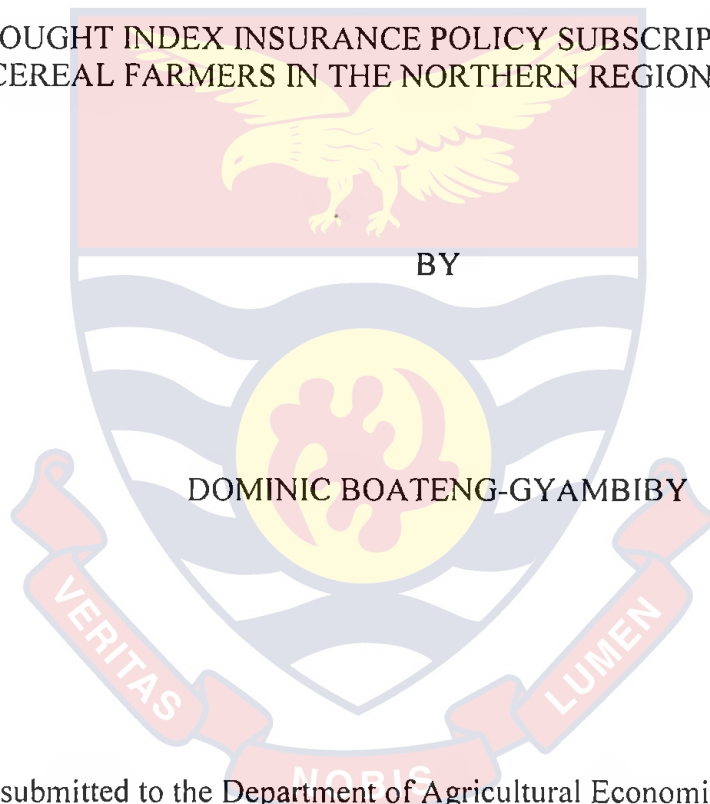 OUGHT INDEX INSURANCE POLICY SUBSCRIP
CEREAL FARMERS IN THE NORTHERN REGION
BY
DOMINIC BOATENG-GYAMBIBY
VERITAS
NOBIS
LUMEN
submitted to the Department of Agricultural Economi